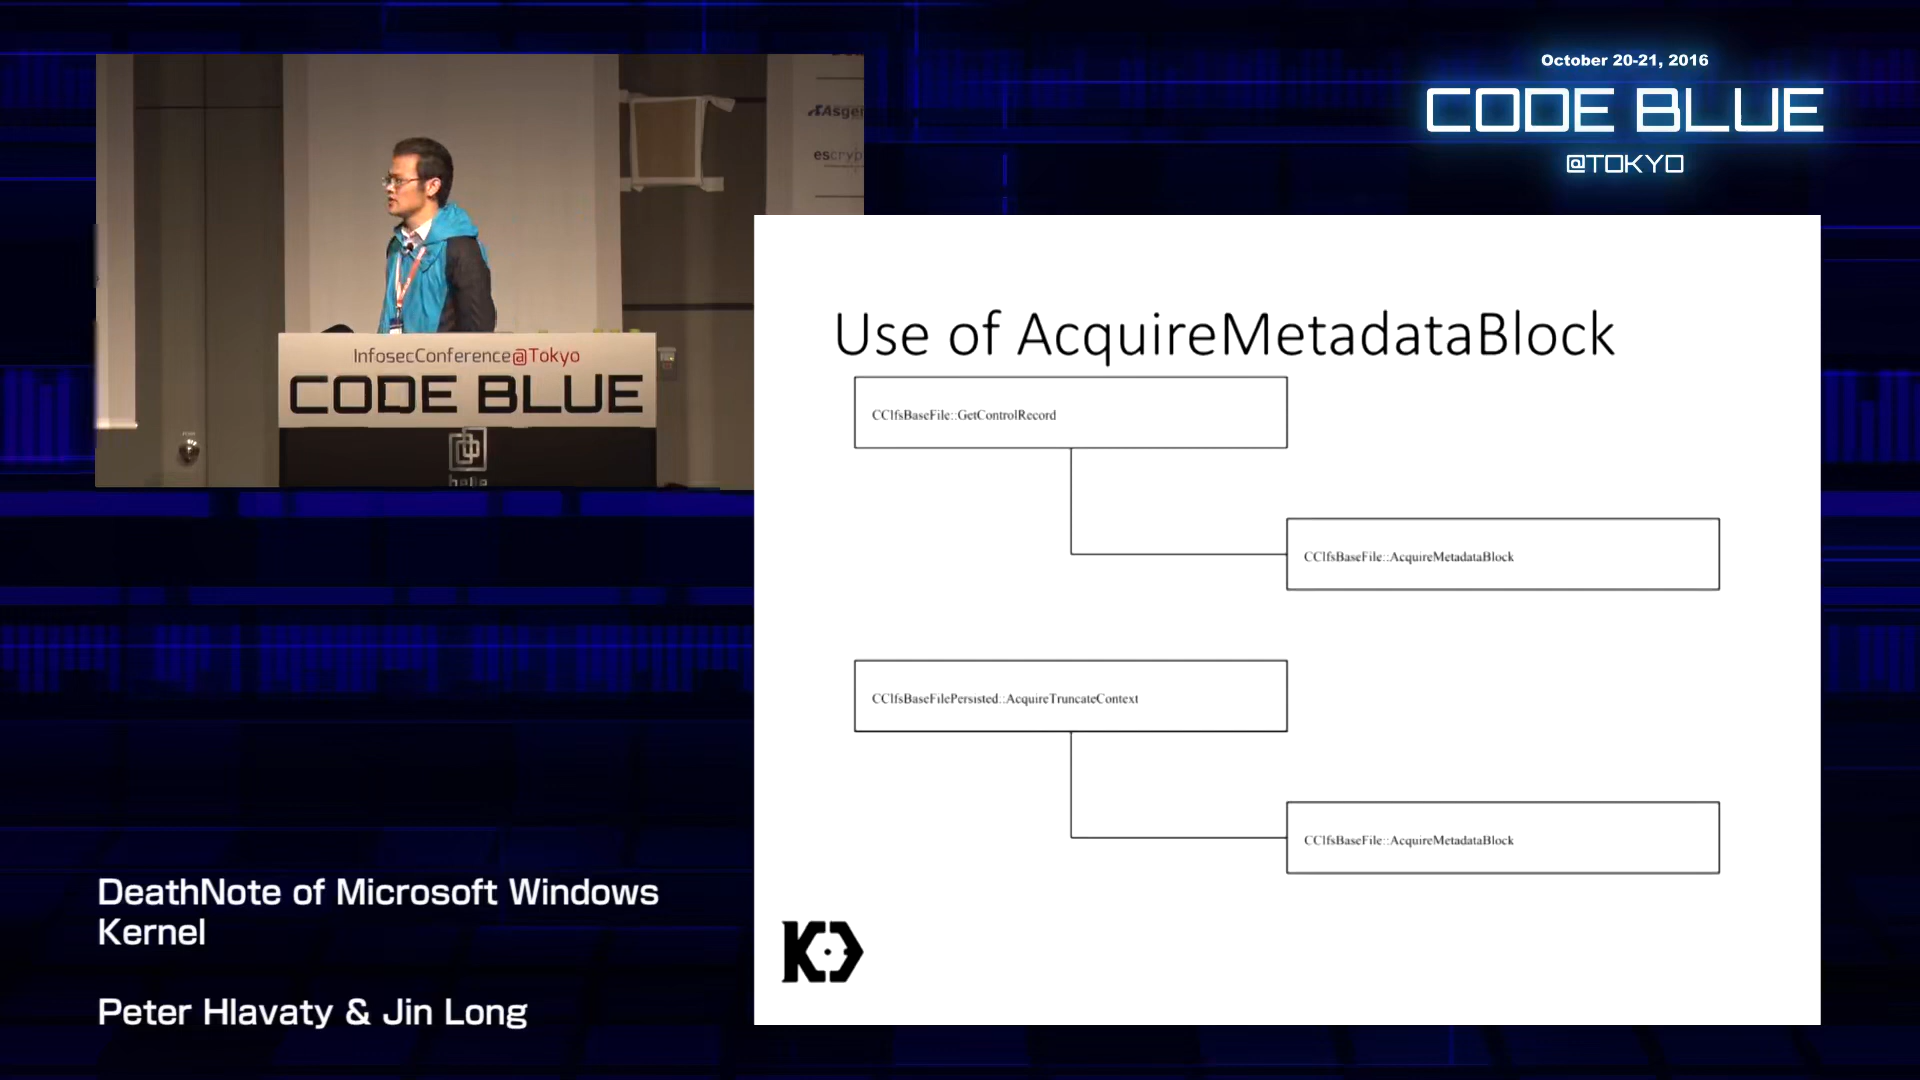 October 20-21, 2016
CODE BLUE
@TOKYO
InfosecConference@Tokyo
CODE BLUE
Use of AcquireMetadataBlock
CClfsBaseFile::GetControlRecord
CClfsBaseFile::AcquireMetadataBlock
CClfsBaseFilePersisted::AcquireTruncateContext
CClfsBaseFile::AcquireMetadataBlock
DeathNote of Microsoft Windows
Kernel
Peter Hlavaty & Jin Long